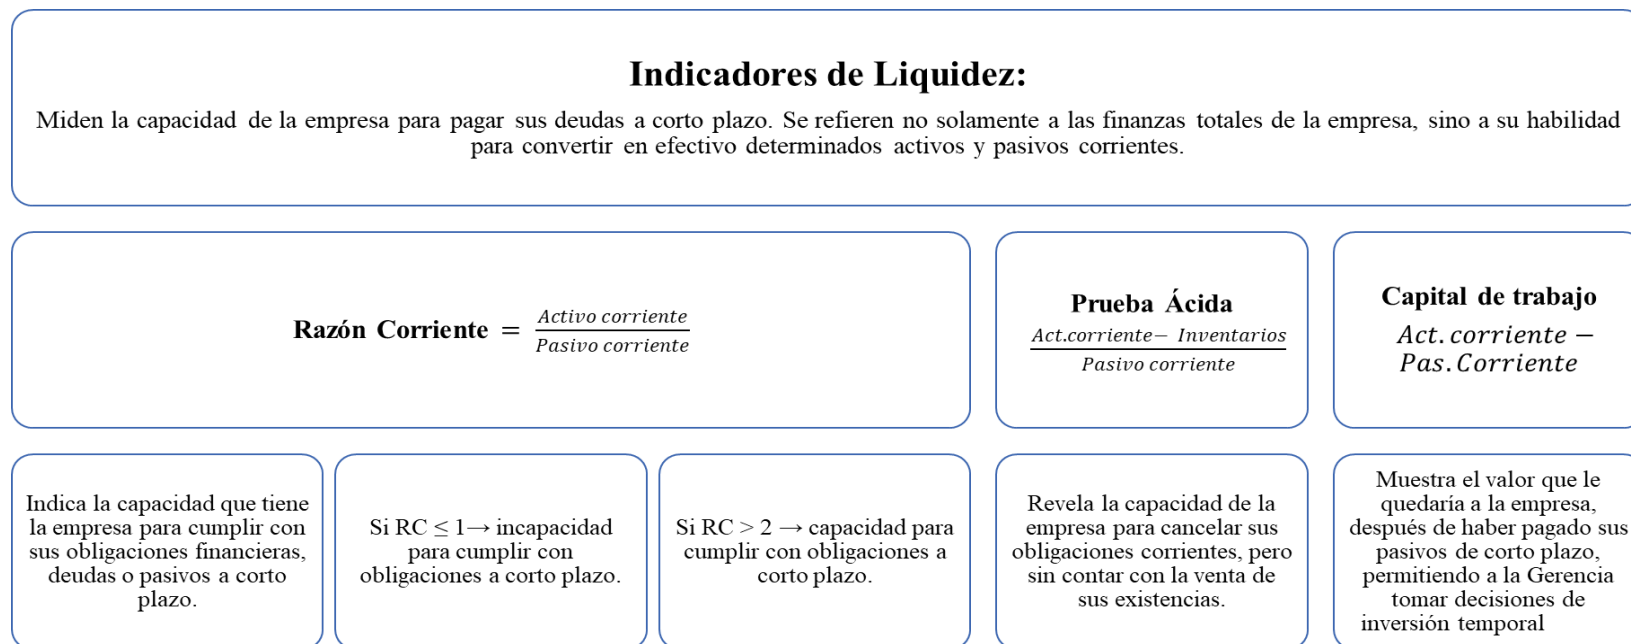 Indicadores de Liquidez:
Miden la capacidad de la empresa para pagar sus deudas a corto plazo. Se refieren no solamente a las finanzas totales de la empresa, sino a su habilidad
para convertir en efectivo determinados activos y pasivos corrientes.
Razón Corriente = Activo corriente
Pasivo corriente
Prueba Ácida
Act.corriente− Inventarios
Pasivo corriente
Capital de trabajo
Act.corriente −
Pas.Corriente
Indica la capacidad que tiene
la empresa para cumplir con
sus obligaciones financieras,
deudas o pasivos a corto
plazo.
Si RC ≤ 1→ incapacidad
para cumplir con
obligaciones a corto plazo.
Si RC > 2 → capacidad para
cumplir con obligaciones a
corto plazo.
Revela la capacidad de la
empresa para cancelar sus
obligaciones corrientes, pero
sin contar con la venta de
sus existencias.
Muestra el valor que le
quedaría a la empresa,
después de haber pagado sus
pasivos de corto plazo,
permitiendo a la Gerencia
tomar decisiones de
inversión temporal